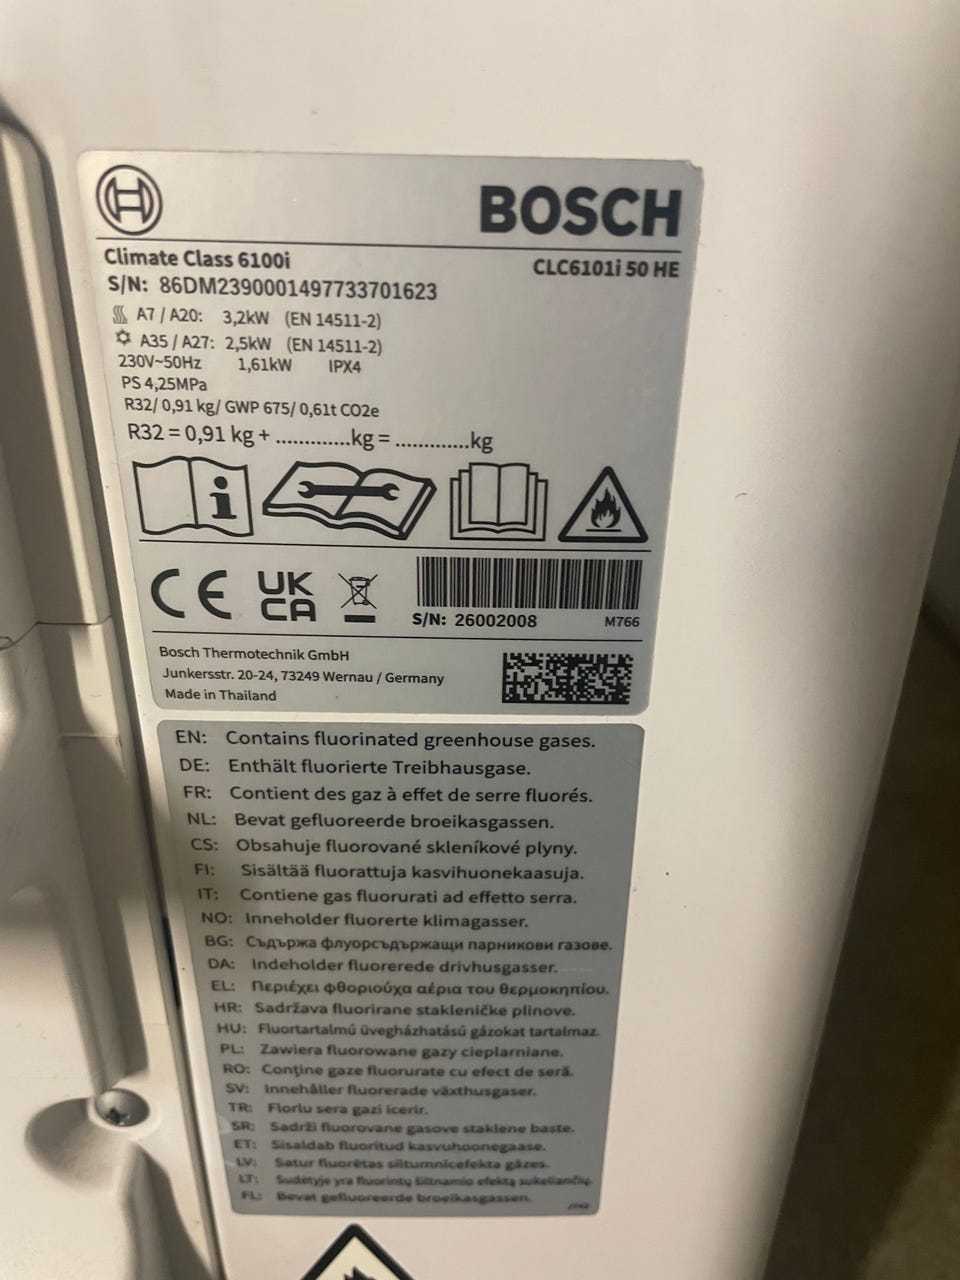 BOSCH
Climate Class 6100i
CLC6101i 50 HE
S/N: 86DM2390001497733701623
A7 / A20: 3,2kW (EN 14511-2)
A35 / A27: 2,5kW (EN 14511-2)
230V~50Hz 1,61kW IPX4
PS 4,25MPa
R32/ 0,91 kg/ GWP 675/ 0,61t CO2e
R32 = 0,91 kg + .............kg = .............kg
CE UK
CA
S/N: 26002008 M766
Bosch Thermotechnik GmbH
Junkersstr. 20-24, 73249 Wernau / Germany
Made in Thailand
EN: Contains fluorinated greenhouse gases.
DE: Enthält fluorierte Treibhausgase.
FR: Contient des gaz à effet de serre fluorés.
NL: Bevat gefluoreerde broeikasgassen.
CS: Obsahuje fluorované skleníkové plyny.
FI: Sisältää fluorattuja kasvihuonekaasuja.
IT: Contiene gas fluorurati ad effetto serra.
NO: Inneholder fluorerte klimagasser.
BG: Съдържа флуорсъдържащи парникови газове.
DA: Indeholder fluorerede drivhusgasser.
EL: Περιέχει φθοριούχα αέρια του θερμοκηπίου.
HR: Sadržava fluorirane stakleničke plinove.
HU: Fluortartalmú üvegházhatású gázokat tartalmaz.
PL: Zawiera fluorowane gazy cieplarniane.
RO: Conţine gaze fluorurate cu efect de seră.
SV: Innehåller fluorerade växthusgaser.
TR: Florlu sera gazi icerir.
SR: Sadrži fluorovane gasove staklene baste.
ET: Sisaldab fluoritud kasvuhoonegaase.
LV: Satur fluorētas siltumnīcefekta gāzes.
LT: Sudėtyje yra fluorintų šiltnamio efektą sukeliančių
FL: Bevat gefluoreerde broeikasgassen.